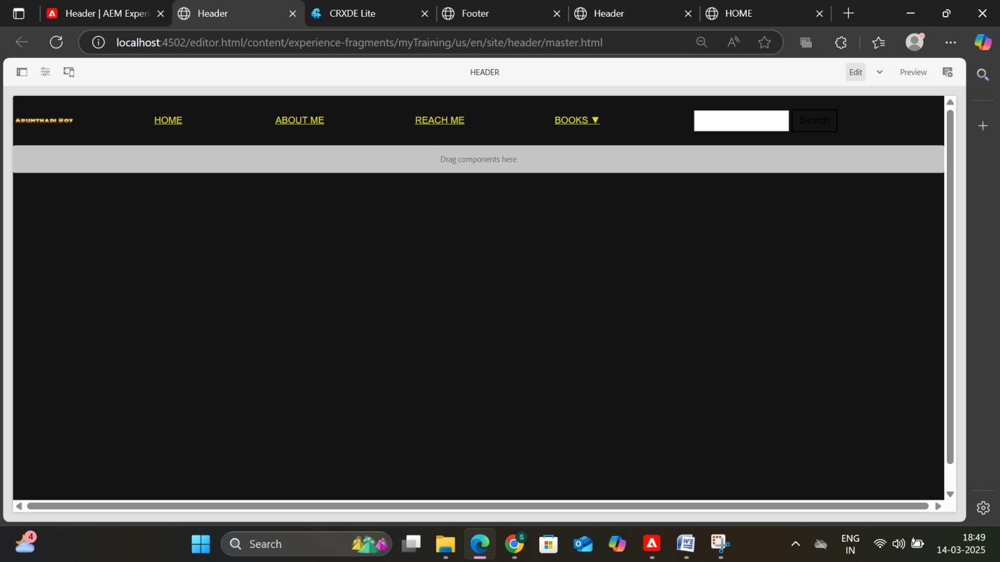 Header | AEM Experi
Header
CRXDE Lite
Footer
Header
HOME
localhost:4502/editor.html/content/experience-fragments/myTraining/us/en/site/header/master.html
HEADER
Edit
Preview
Arunthadi Roy
HOME
ABOUT ME
REACH ME
BOOKS ▼
Search
Drag components here
4
Search
S
ENG
IN
18:49
14-03-2025